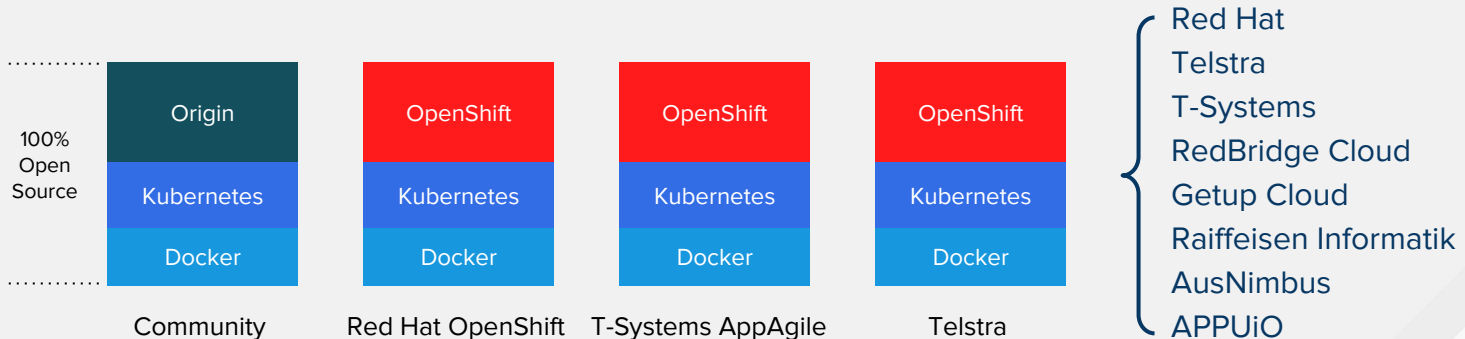 100%
Open
Source
Origin
Kubernetes
Docker
Community
OpenShift
Kubernetes
Docker
Red Hat OpenShift
OpenShift
Kubernetes
Docker
T-Systems AppAgile
OpenShift
Kubernetes
Docker
Telstra
Red Hat
Telstra
T-Systems
RedBridge Cloud
Getup Cloud
Raiffeisen Informatik
AusNimbus
APPUiO